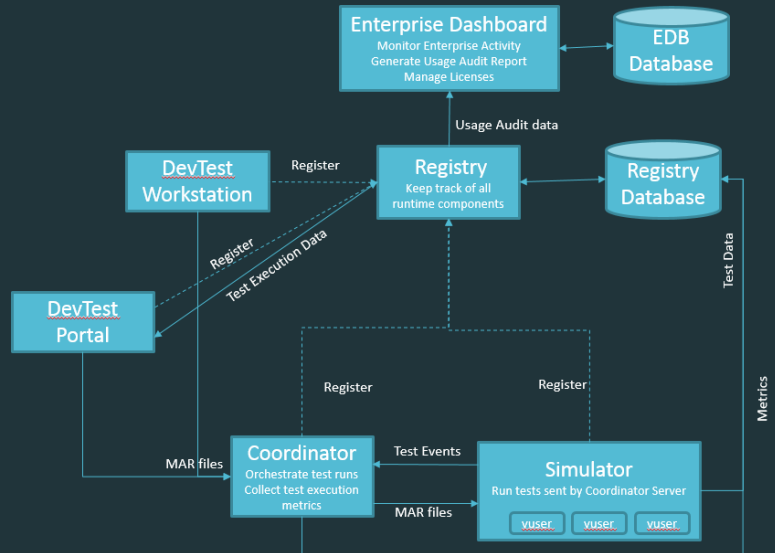 Enterprise Dashboard
Monitor Enterprise Activity
Generate Usage Audit Report
Manage Licenses
EDB
Database
Usage Audit data
DevTest
Workstation
Register
Registry
Keep track of all
runtime components
Registry
Database
Register
Test Execution Data
Test Data
DevTest
Portal
Register
Register
Metrics
MAR files
Coordinator
Orchestrate test runs
Collect test execution
metrics
Test Events
MAR files
Simulator
Run tests sent by Coordinator Server
vuser
vuser
vuser